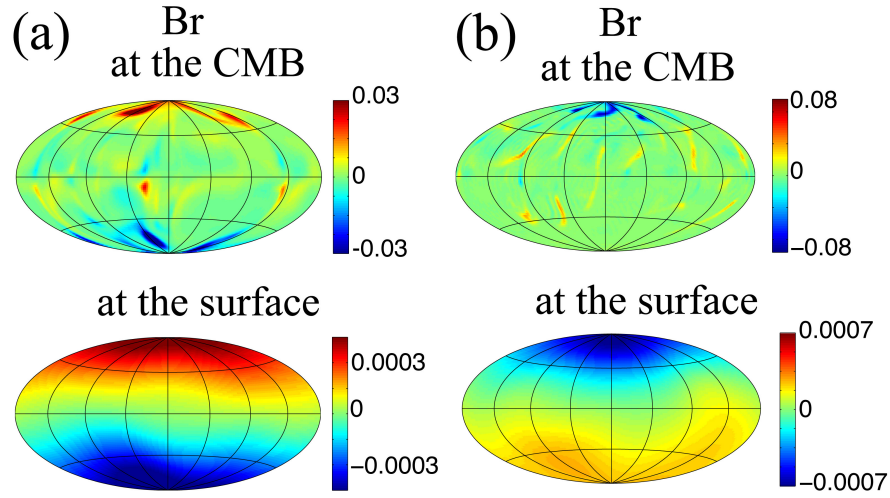 (a) Br
at the CMB
0.03
0
-0.03
at the surface
0.0003
0
−0.0003
(b) Br
at the CMB
0.08
0
−0.08
at the surface
0.0007
0
−0.0007